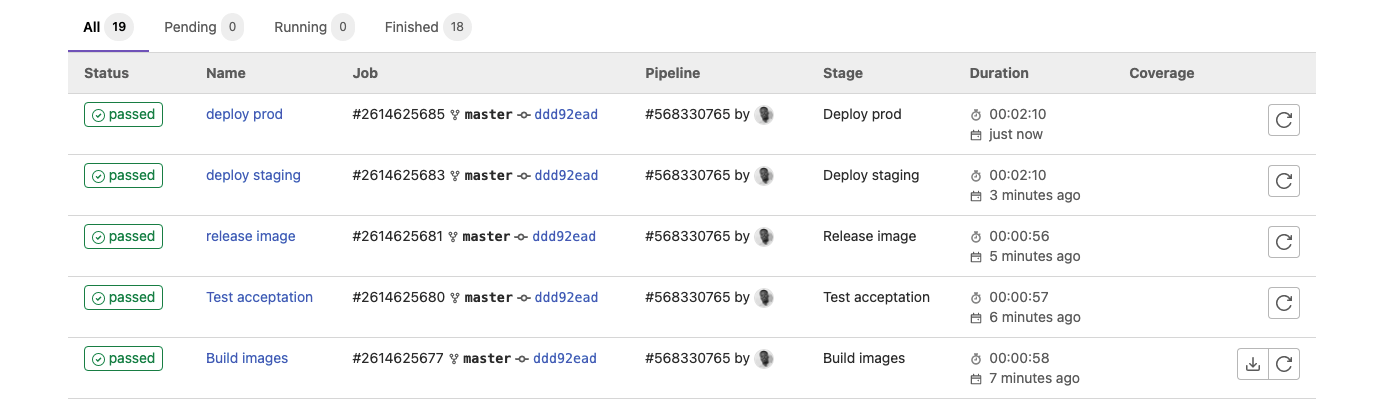 All 19 Pending 0 Running 0 Finished 18
Status Name Job Pipeline Stage Duration Coverage
passed deploy prod #2614625685 master ddd92ead #568330765 by Deploy prod 00:02:10
just now
passed deploy staging #2614625683 master ddd92ead #568330765 by Deploy staging 00:02:10
3 minutes ago
passed release image #2614625681 master ddd92ead #568330765 by Release image 00:00:56
5 minutes ago
passed Test acceptation #2614625680 master ddd92ead #568330765 by Test acceptation 00:00:57
6 minutes ago
passed Build images #2614625677 master ddd92ead #568330765 by Build images 00:00:58
7 minutes ago